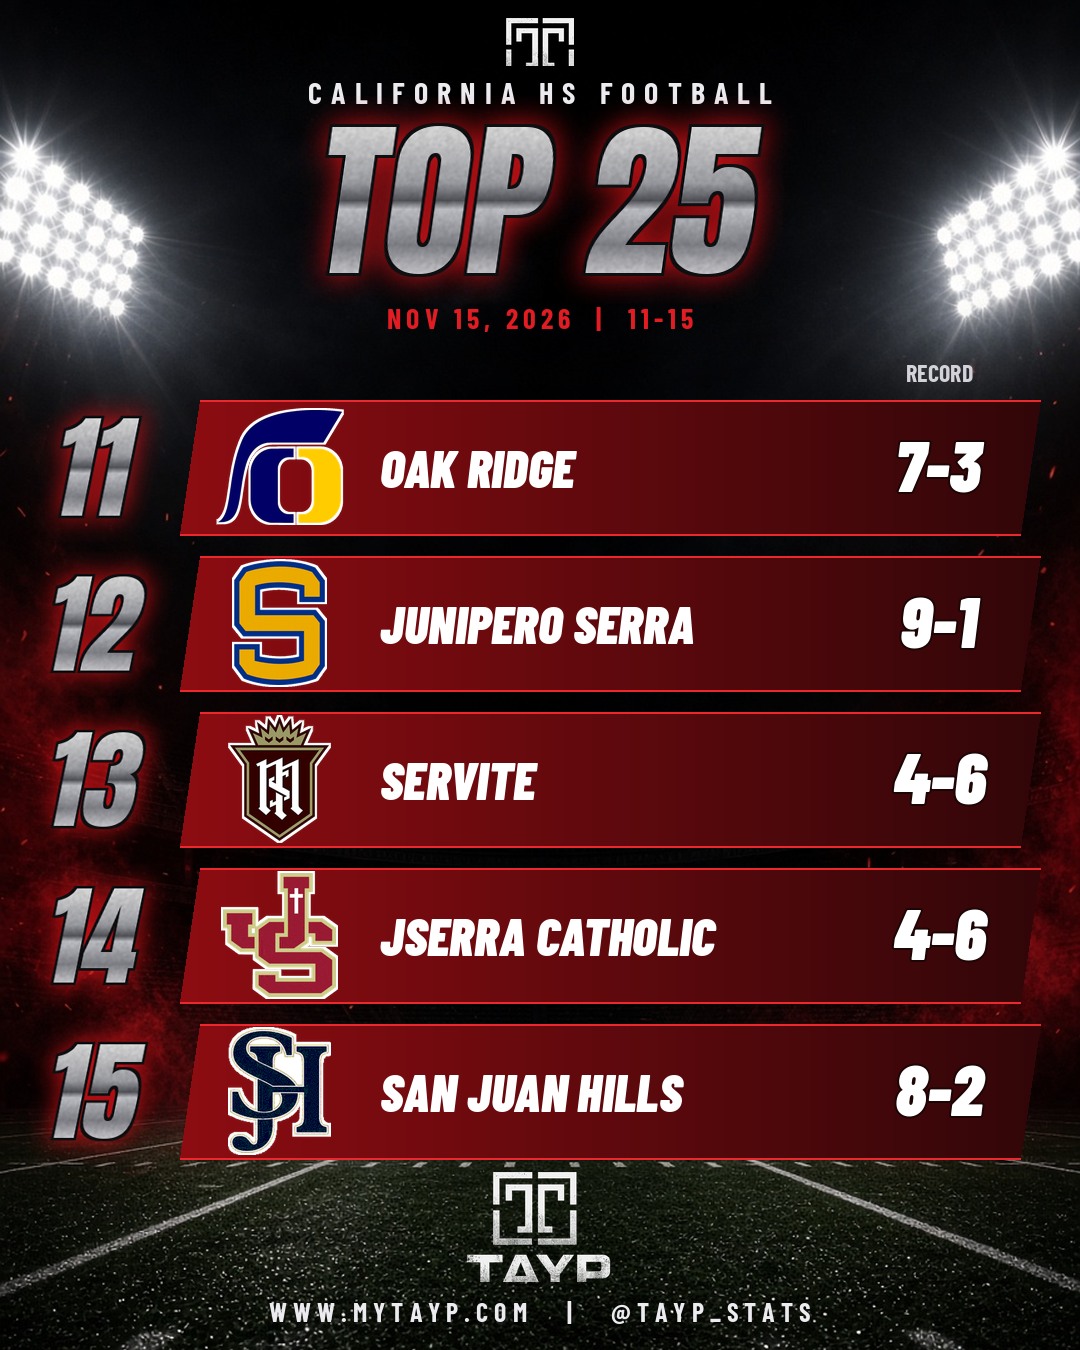 CALIFORNIA HS FOOTBALL
TOP 25
NOV 15, 2026 | 11-15
RECORD
11 OAK RIDGE 7-3
12 JUNIPERO SERRA 9-1
13 SERVITE 4-6
14 JSERRA CATHOLIC 4-6
15 SAN JUAN HILLS 8-2
TAYP
WWW.MYTAYP.COM | @TAYP_STATS